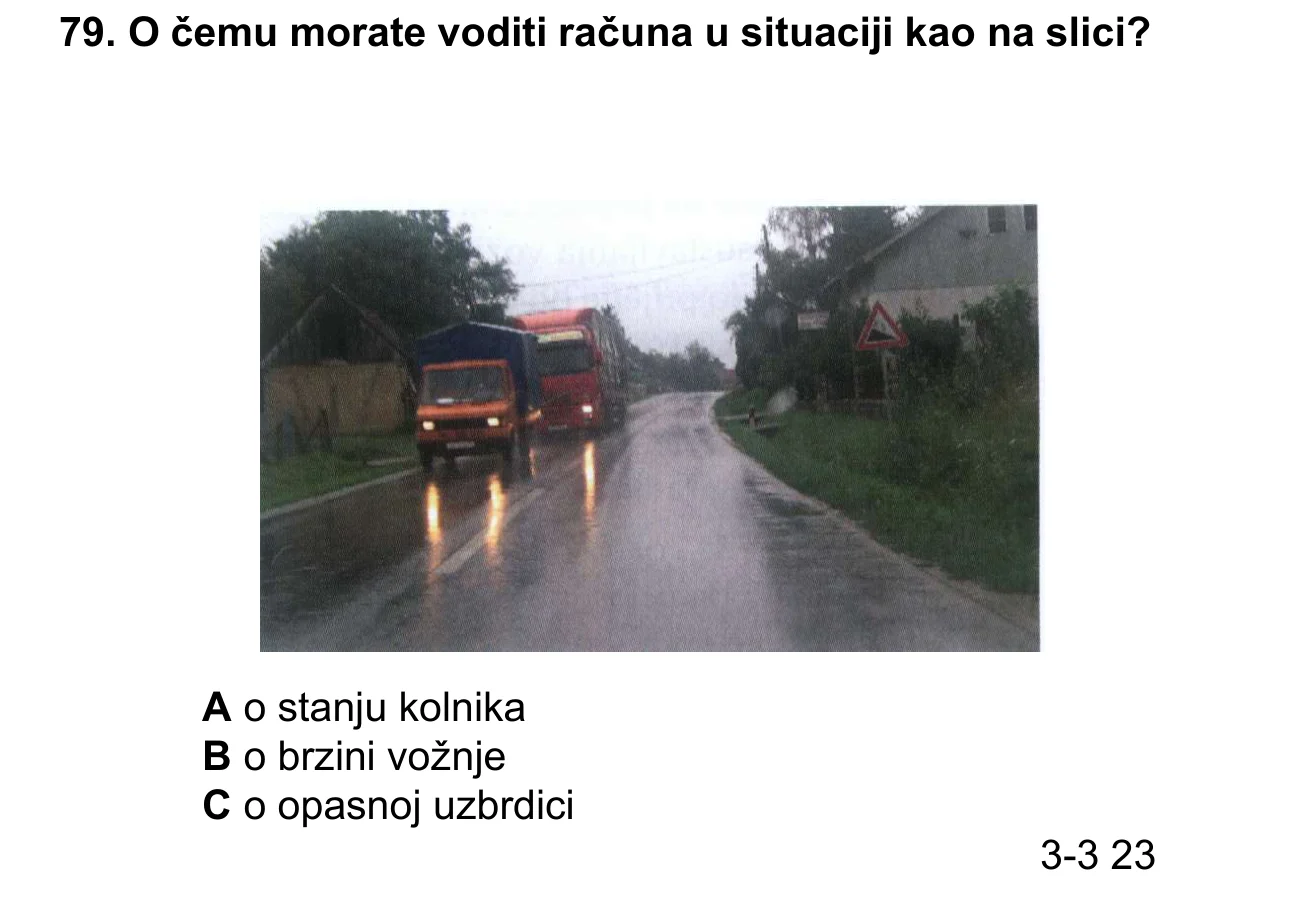 79. O čemu morate voditi računa u situaciji kao na slici?
A o stanju kolnika
B o brzini vožnje
C o opasnoj uzbrdici
3-3 23